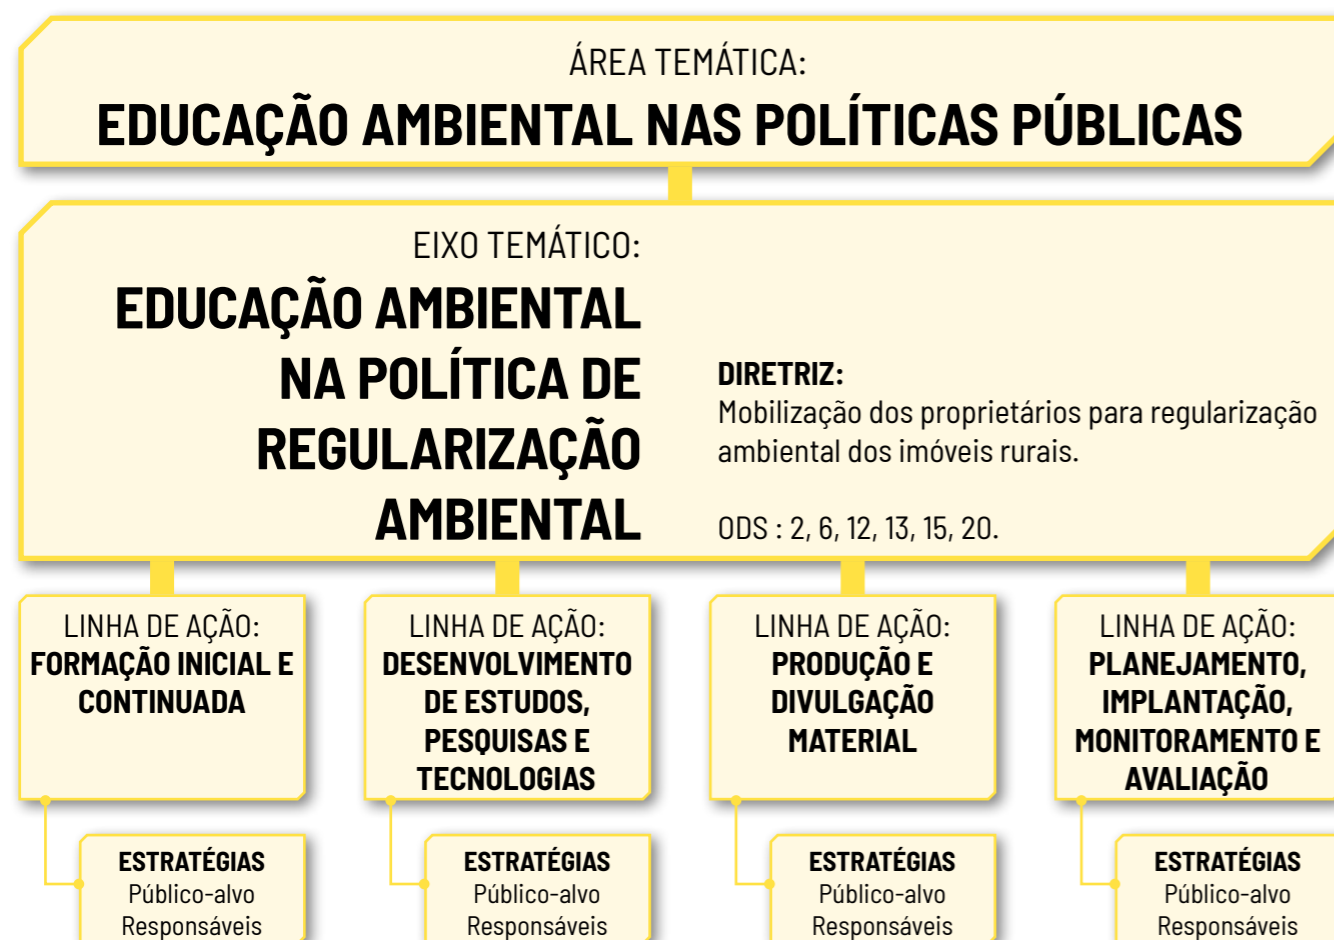 ÁREA TEMÁTICA:
EDUCAÇÃO AMBIENTAL NAS POLÍTICAS PÚBLICAS
EIXO TEMÁTICO:
EDUCAÇÃO AMBIENTAL
NA POLÍTICA DE
REGULARIZAÇÃO
AMBIENTAL
DIRETRIZ:
Mobilização dos proprietários para regularização
ambiental dos imóveis rurais.
ODS : 2, 6, 12, 13, 15, 20.
LINHA DE AÇÃO:
FORMAÇÃO INICIAL E
CONTINUADA
ESTRATÉGIAS
Público-alvo
Responsáveis
LINHA DE AÇÃO:
DESENVOLVIMENTO
DE ESTUDOS,
PESQUISAS E
TECNOLOGIAS
ESTRATÉGIAS
Público-alvo
Responsáveis
LINHA DE AÇÃO:
PRODUÇÃO E
DIVULGAÇÃO
MATERIAL
ESTRATÉGIAS
Público-alvo
Responsáveis
LINHA DE AÇÃO:
PLANEJAMENTO,
IMPLANTAÇÃO,
MONITORAMENTO E
AVALIAÇÃO
ESTRATÉGIAS
Público-alvo
Responsáveis